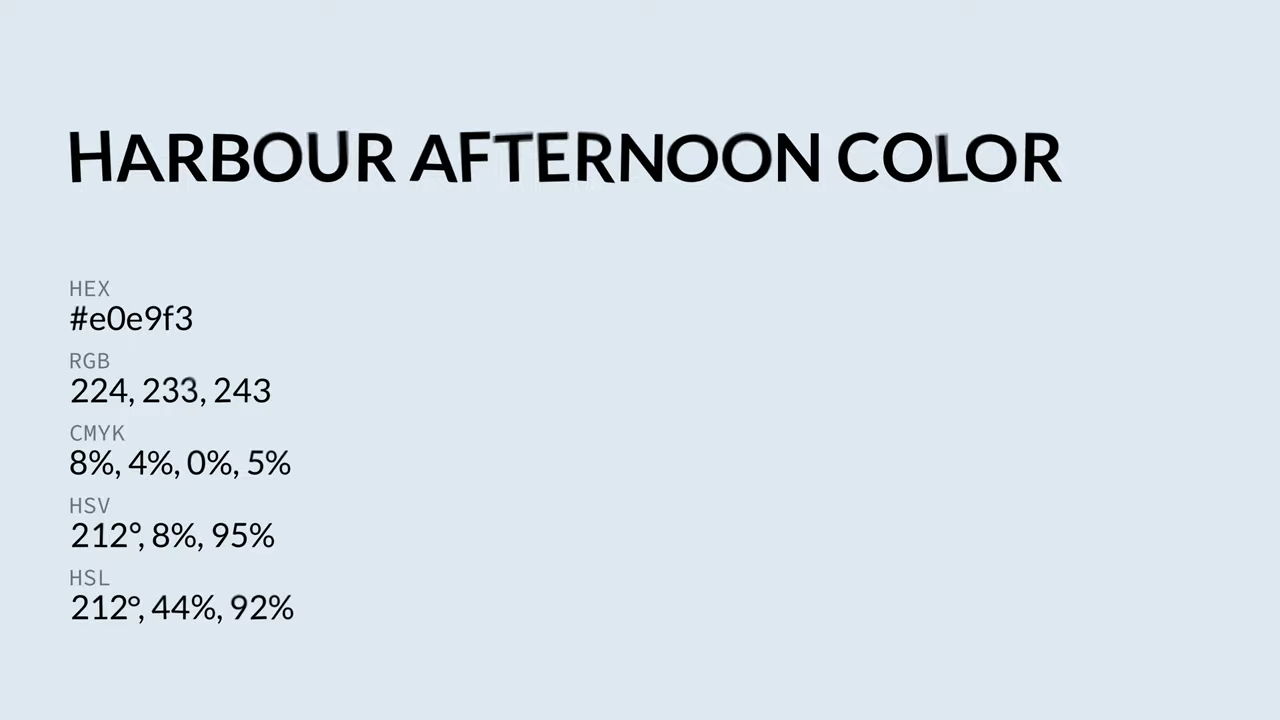 HARBOUR AFTERNOON COLOR
HEX
#e0e9f3
RGB
224, 233, 243
CMYK
8%, 4%, 0%, 5%
HSV
212°, 8%, 95%
HSL
212°, 44%, 92%